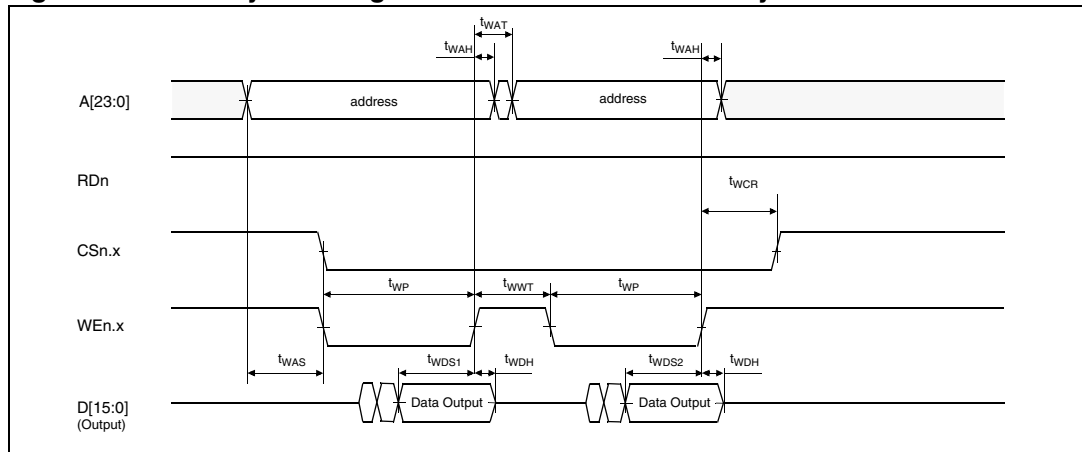 tWAT
tWAH
tWAH
A[23:0]
address
address
RDn
tWCR
CSn.x
tWP
tWWT
tWP
WEn.x
tWAS
tWDS1
tWDH
tWDS2
tWDH
D[15:0]
(Output)
Data Output
Data Output